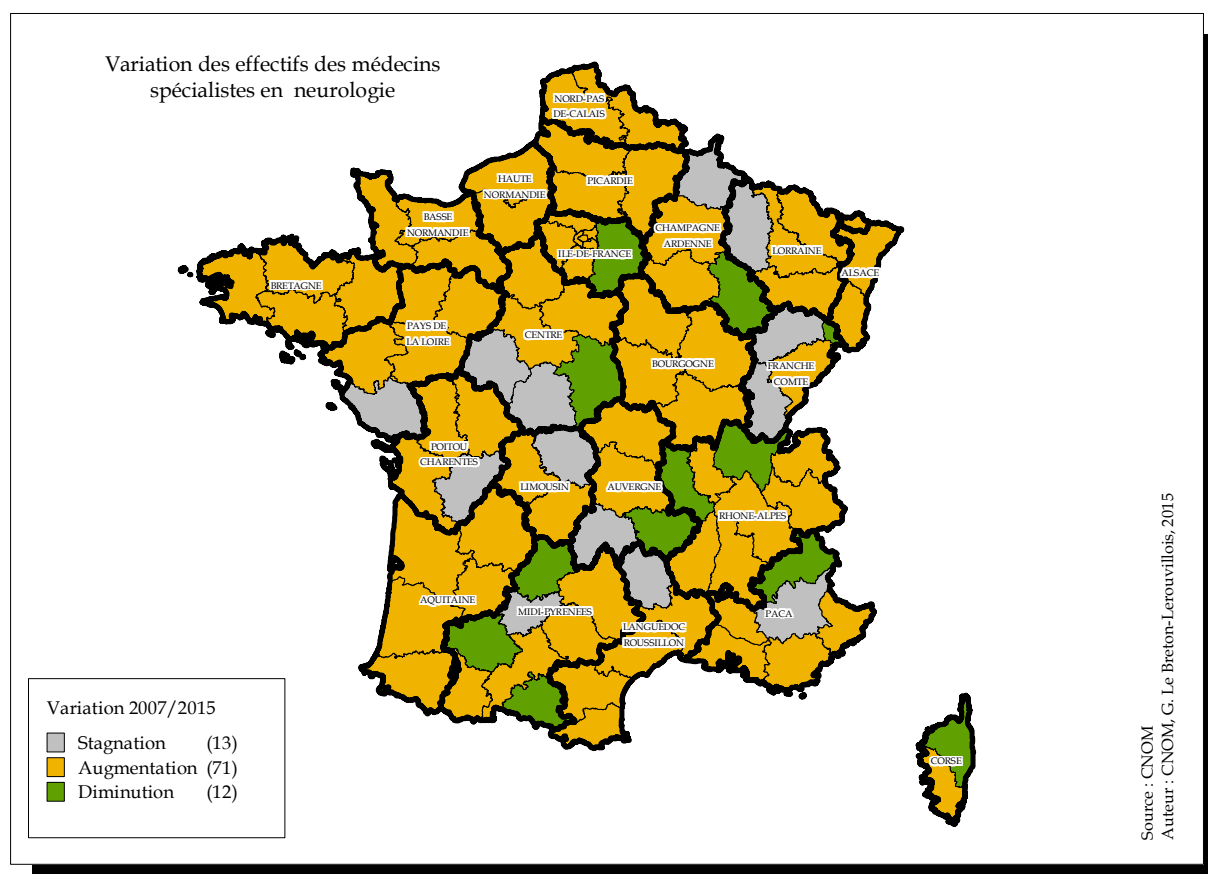 Variation des effectifs des médecins
spécialistes en neurologie
NORD-PAS
DE-CALAIS
HAUTE
NORMANDIE
PICARDIE
BASSE
NORMANDIE
CHAMPAGNE
ARDENNE
ILE-DE-FRANCE
LORRAINE
ALSACE
BRETAGNE
PAYS DE
LA LOIRE
CENTRE
BOURGOGNE
FRANCHE
COMTE
POITOU
CHARENTES
LIMOUSIN
AUVERGNE
RHONE-ALPES
AQUITAINE
MIDI-PYRENEES
LANGUEDOC
ROUSSILLON
PACA
CORSE
Variation 2007/2015
Stagnation (13)
Augmentation (71)
Diminution (12)
Source : CNOM
Auteur : CNOM, G. Le Breton-Lerouvillois, 2015